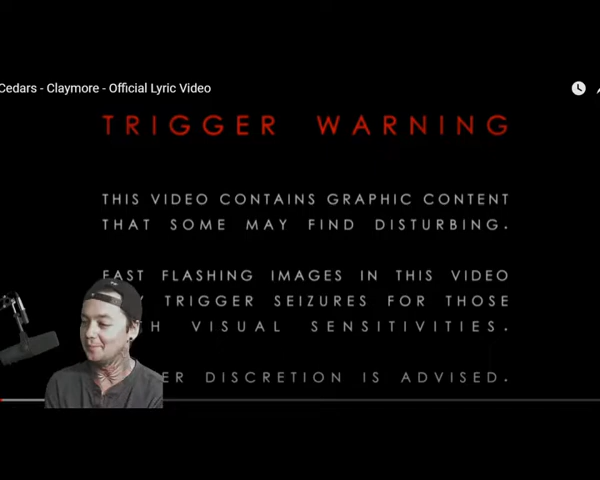 Cedars - Claymore - Official Lyric Video
TRIGGER WARNING
THIS VIDEO CONTAINS GRAPHIC CONTENT
THAT SOME MAY FIND DISTURBING.
FAST FLASHING IMAGES IN THIS VIDEO
TRIGGER SEIZURES FOR THOSE
VISUAL SENSITIVITIES.
DISCRETION IS ADVISED.